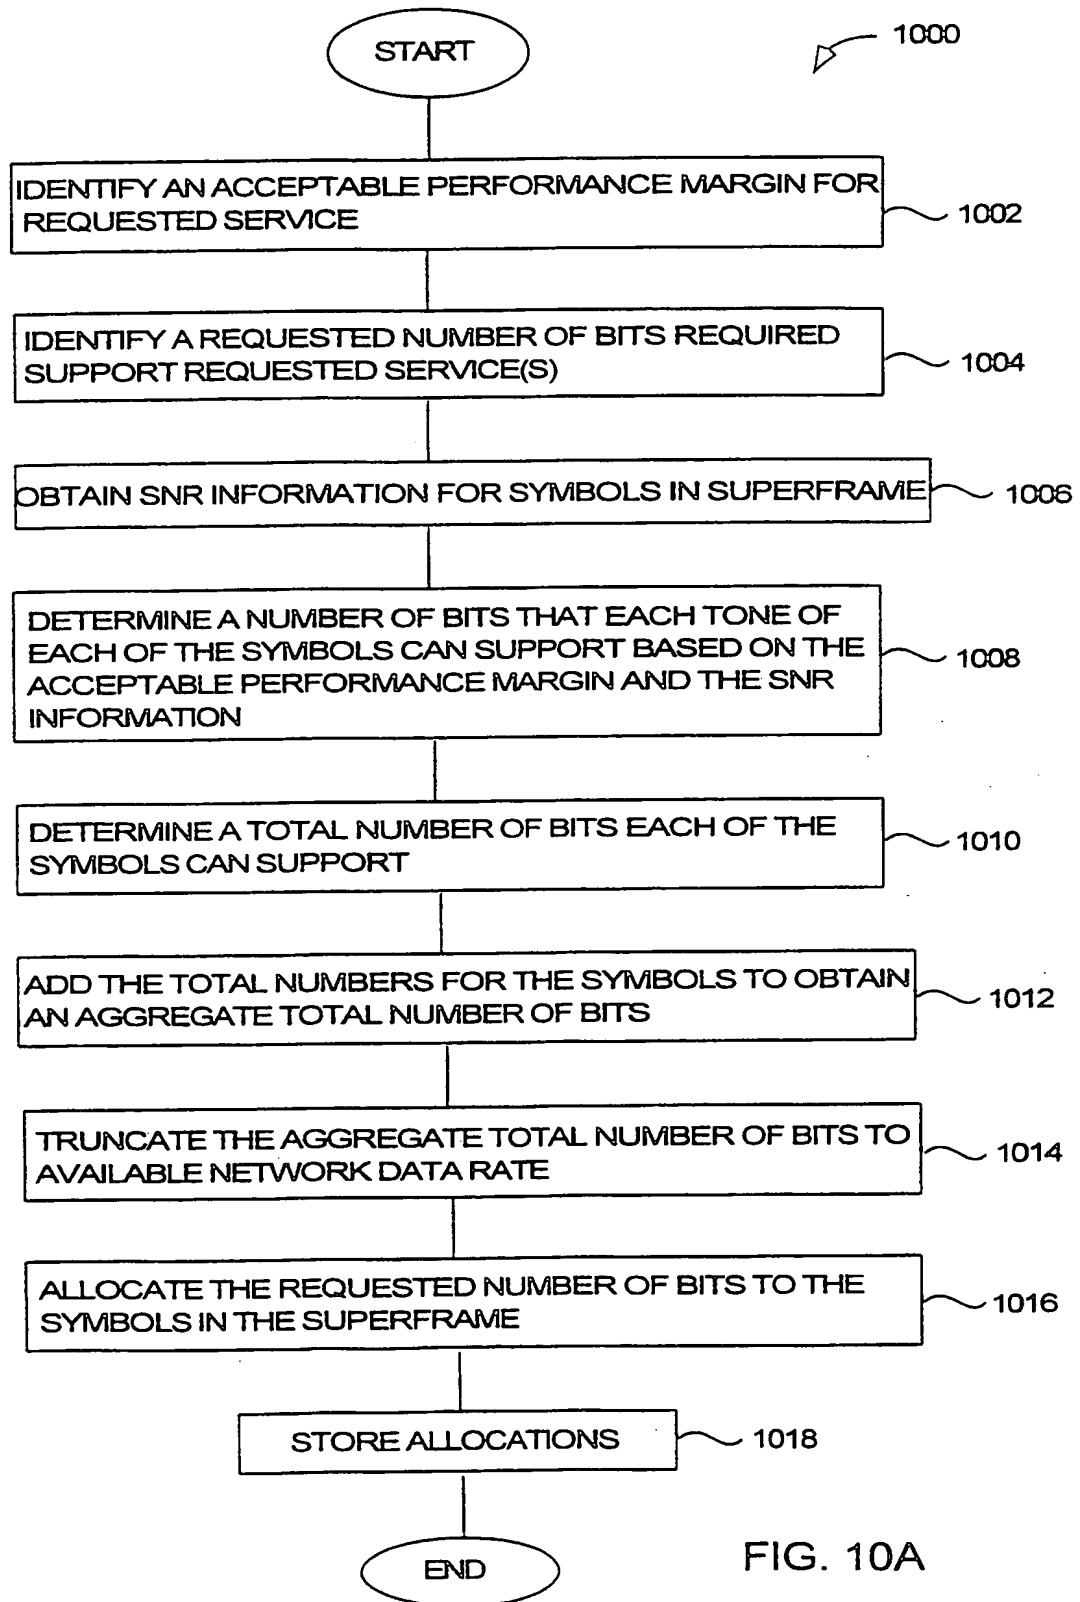 START
1000
IDENTIFY AN ACCEPTABLE PERFORMANCE MARGIN FOR
REQUESTED SERVICE
1002
IDENTIFY A REQUESTED NUMBER OF BITS REQUIRED
SUPPORT REQUESTED SERVICE(S)
1004
OBTAIN SNR INFORMATION FOR SYMBOLS IN SUPERFRAME
1006
DETERMINE A NUMBER OF BITS THAT EACH TONE OF
EACH OF THE SYMBOLS CAN SUPPORT BASED ON THE
ACCEPTABLE PERFORMANCE MARGIN AND THE SNR
INFORMATION
1008
DETERMINE A TOTAL NUMBER OF BITS EACH OF THE
SYMBOLS CAN SUPPORT
1010
ADD THE TOTAL NUMBERS FOR THE SYMBOLS TO OBTAIN
AN AGGREGATE TOTAL NUMBER OF BITS
1012
TRUNCATE THE AGGREGATE TOTAL NUMBER OF BITS TO
AVAILABLE NETWORK DATA RATE
1014
ALLOCATE THE REQUESTED NUMBER OF BITS TO THE
SYMBOLS IN THE SUPERFRAME
1016
STORE ALLOCATIONS
1018
END
FIG. 10A